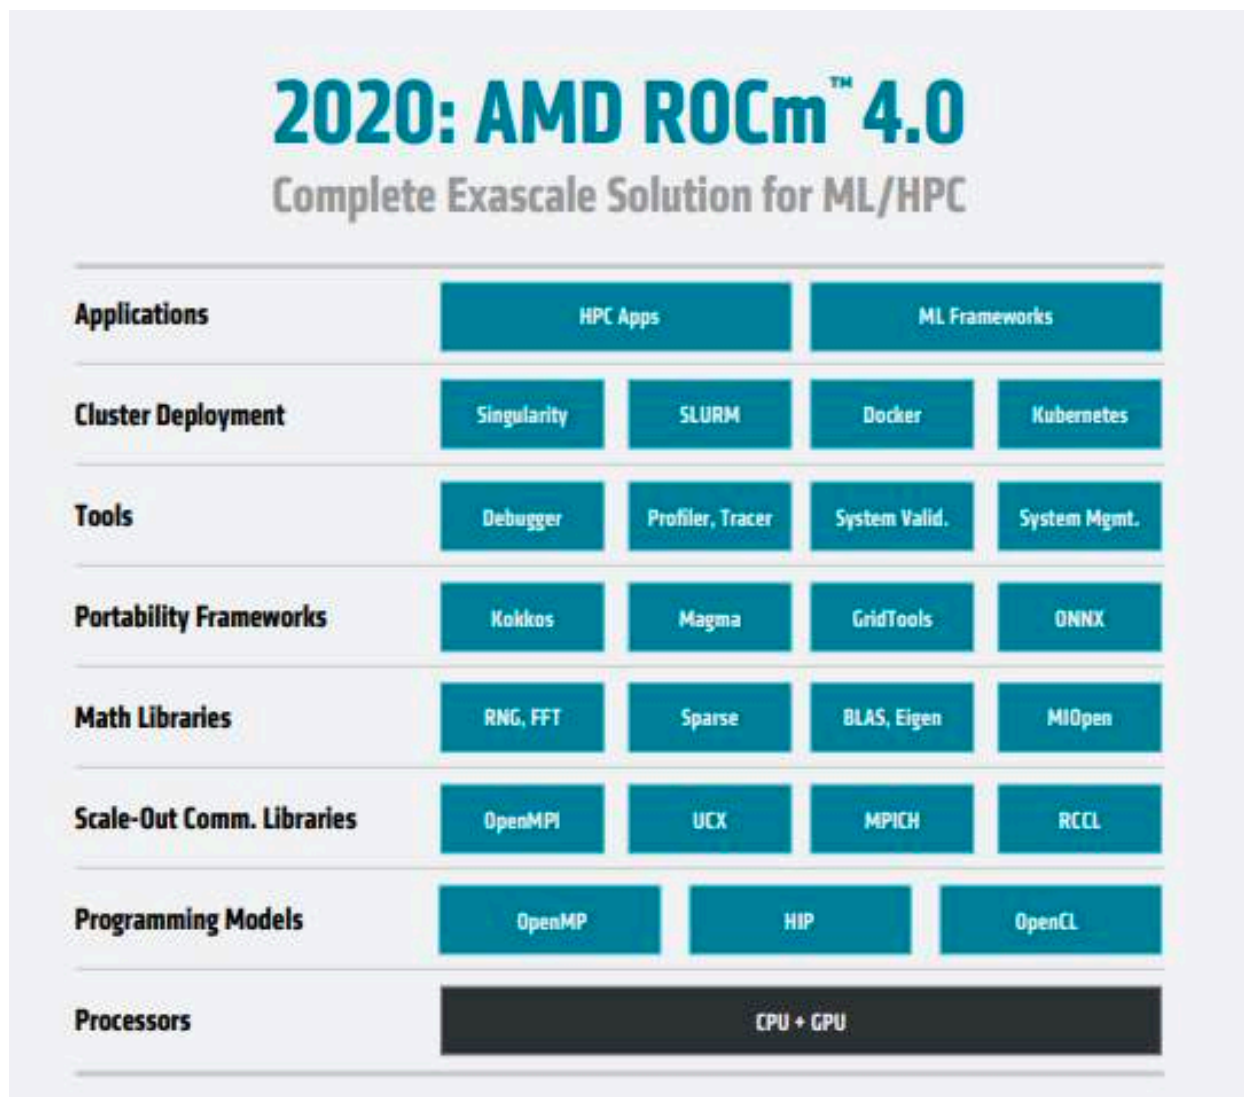 2020: AMD ROCm™ 4.0
Complete Exascale Solution for ML/HPC
Applications HPC Apps ML Frameworks
Cluster Deployment Singularity SLURM Docker Kubernetes
Tools Debugger Profiler, Tracer System Valid. System Mgmt.
Portability Frameworks Kokkos Magma GridTools ONNX
Math Libraries RNG, FFT Sparse BLAS, Eigen MIOpen
Scale-Out Comm. Libraries OpenMPI UCX MPICH RCCL
Programming Models OpenMP HIP OpenCL
Processors CPU + GPU